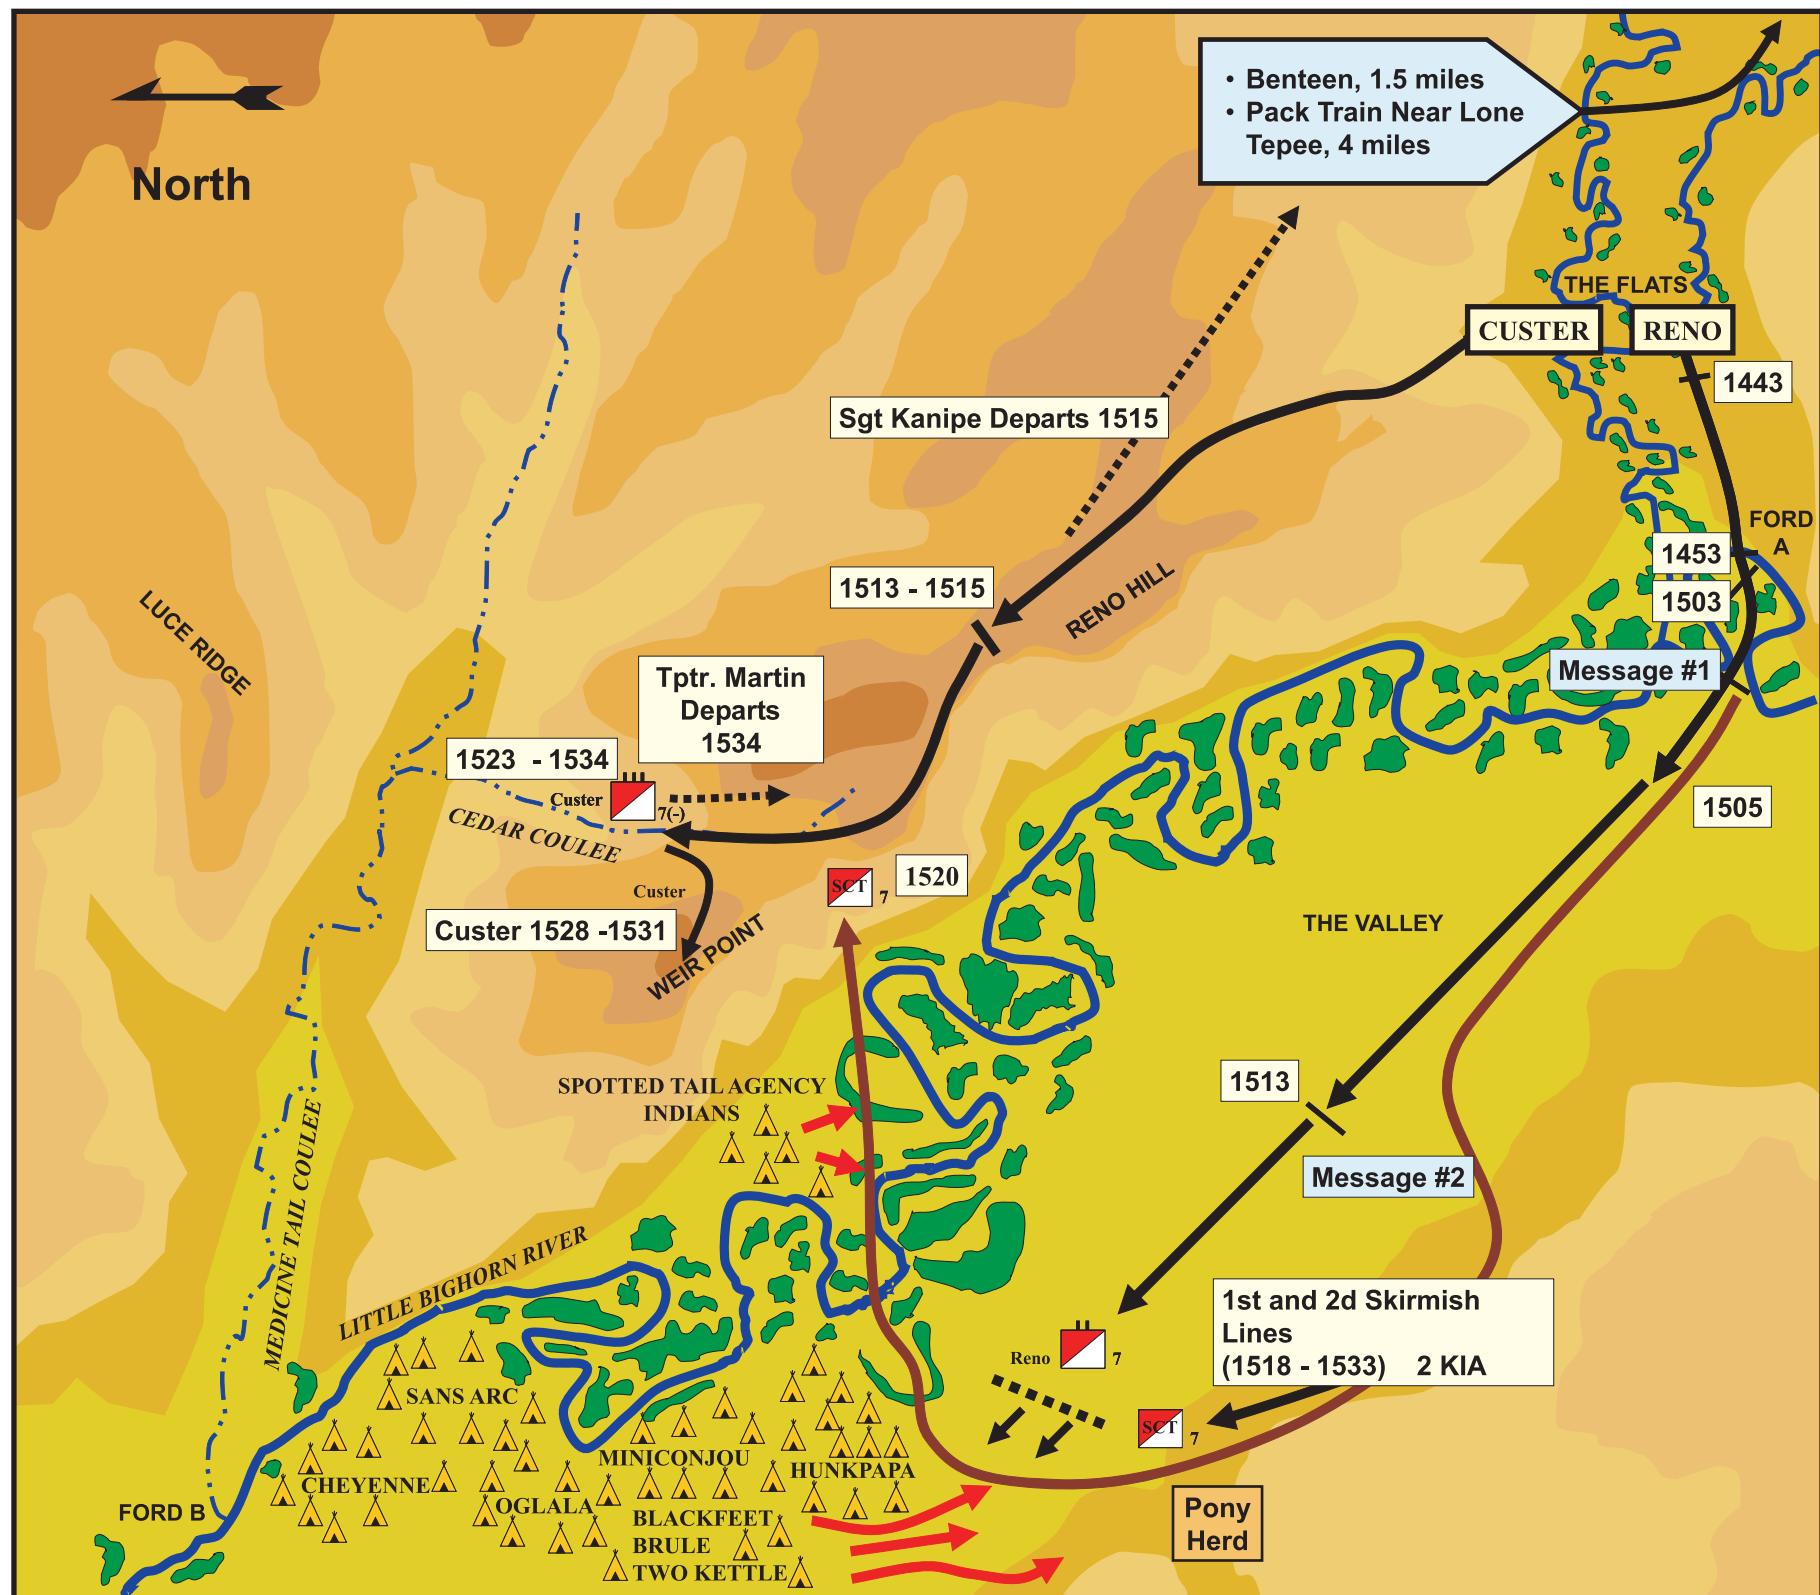 • Benteen, 1.5 miles
• Pack Train Near Lone
Tepee, 4 miles
North
THE FLATS
CUSTER
RENO
1443
Sgt Kanipe Departs 1515
FORD
A
1453
1503
1513 - 1515
RENO HILL
LUCE RIDGE
Message #1
Tptr. Martin
Departs
1534
1523 - 1534
Custer
7(-)
CEDAR COULEE
1505
SCT
7
1520
Custer
Custer 1528 -1531
WEIR POINT
THE VALLEY
1513
SPOTTED TAIL AGENCY
INDIANS
Message #2
MEDICINE TAIL COULEE
LITTLE BIGHORN RIVER
1st and 2d Skirmish
Lines
(1518 - 1533) 2 KIA
Reno
7
SANS ARC
SCT
7
MINICONJOU
HUNKPAPA
CHEYENNE
OGLALA
FORD B
BLACKFEET
BRULE
TWO KETTLE
Pony
Herd